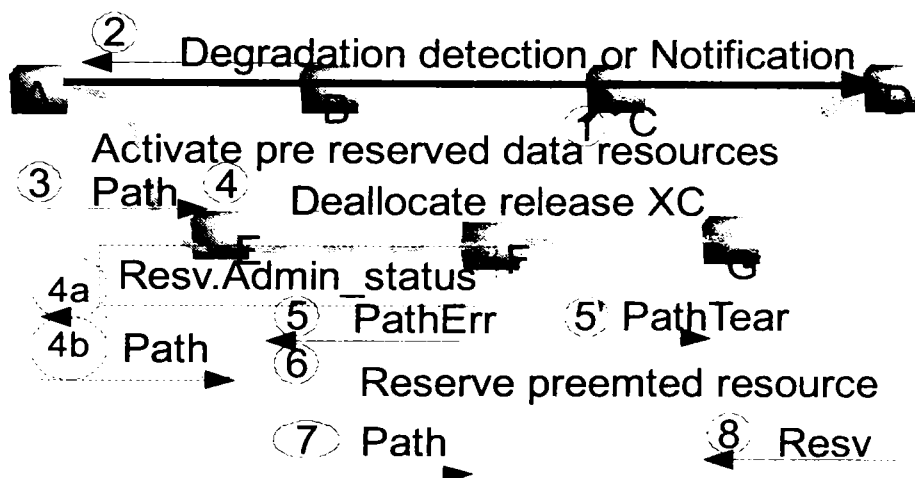 2 Degradation detection or Notification
A B D
1 C
Activate pre reserved data resources
3 Path 4 Deallocate release XC
E F G
Resv.Admin_status
4a 5 PathErr 5' PathTear
4b Path 6
Reserve preemted resource
7 Path 8 Resv